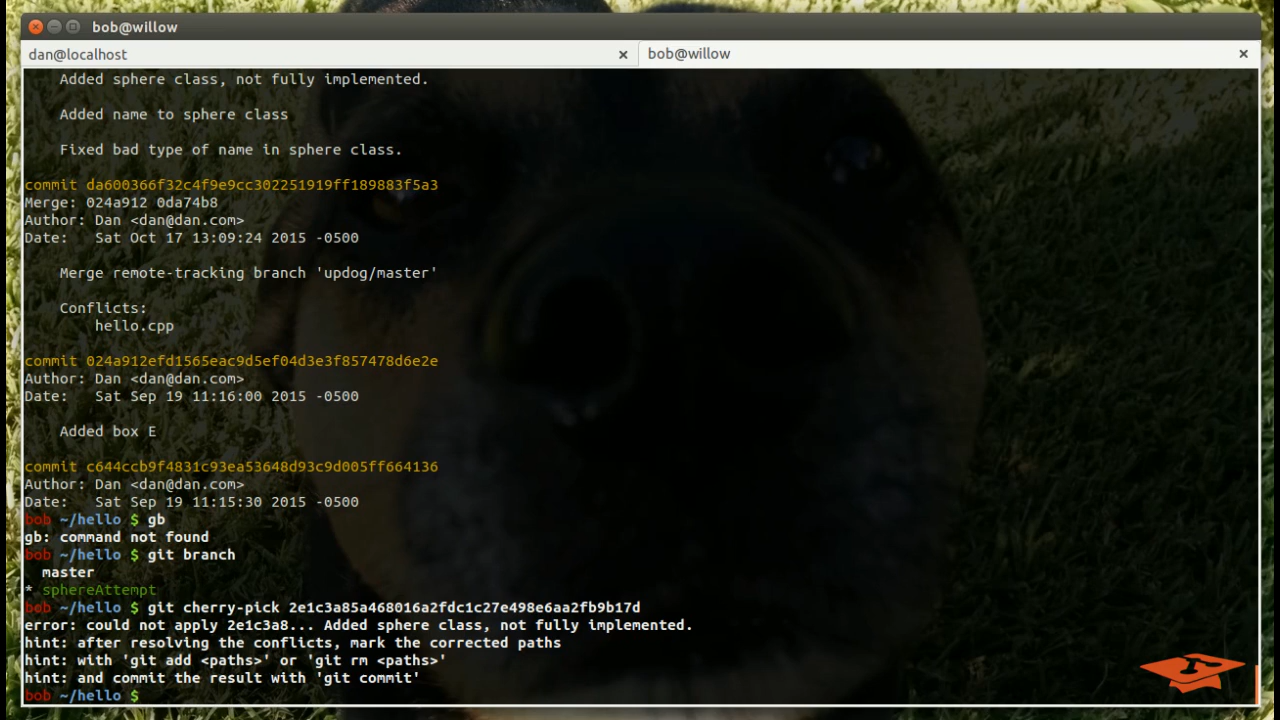 bob@willow
dan@localhost
bob@willow
Added sphere class, not fully implemented.
Added name to sphere class
Fixed bad type of name in sphere class.
commit da600366f32c4f9e9cc302251919ff189883f5a3
Merge: 024a912 0da74b8
Author: Dan <dan@dan.com>
Date:   Sat Oct 17 13:09:24 2015 -0500
Merge remote-tracking branch 'updog/master'
Conflicts:
hello.cpp
commit 024a912efd1565eac9d5ef04d3e3f857478d6e2e
Author: Dan <dan@dan.com>
Date:   Sat Sep 19 11:16:00 2015 -0500
Added box E
commit c644ccb9f4831c93ea53648d93c9d005ff664136
Author: Dan <dan@dan.com>
Date:   Sat Sep 19 11:15:30 2015 -0500
bob ~/hello $ gb
gb: command not found
bob ~/hello $ git branch
master
* sphereAttempt
bob ~/hello $ git cherry-pick 2e1c3a85a468016a2fdc1c27e498e6aa2fb9b17d
error: could not apply 2e1c3a8... Added sphere class, not fully implemented.
hint: after resolving the conflicts, mark the corrected paths
hint: with 'git add <paths>' or 'git rm <paths>'
hint: and commit the result with 'git commit'
bob ~/hello $